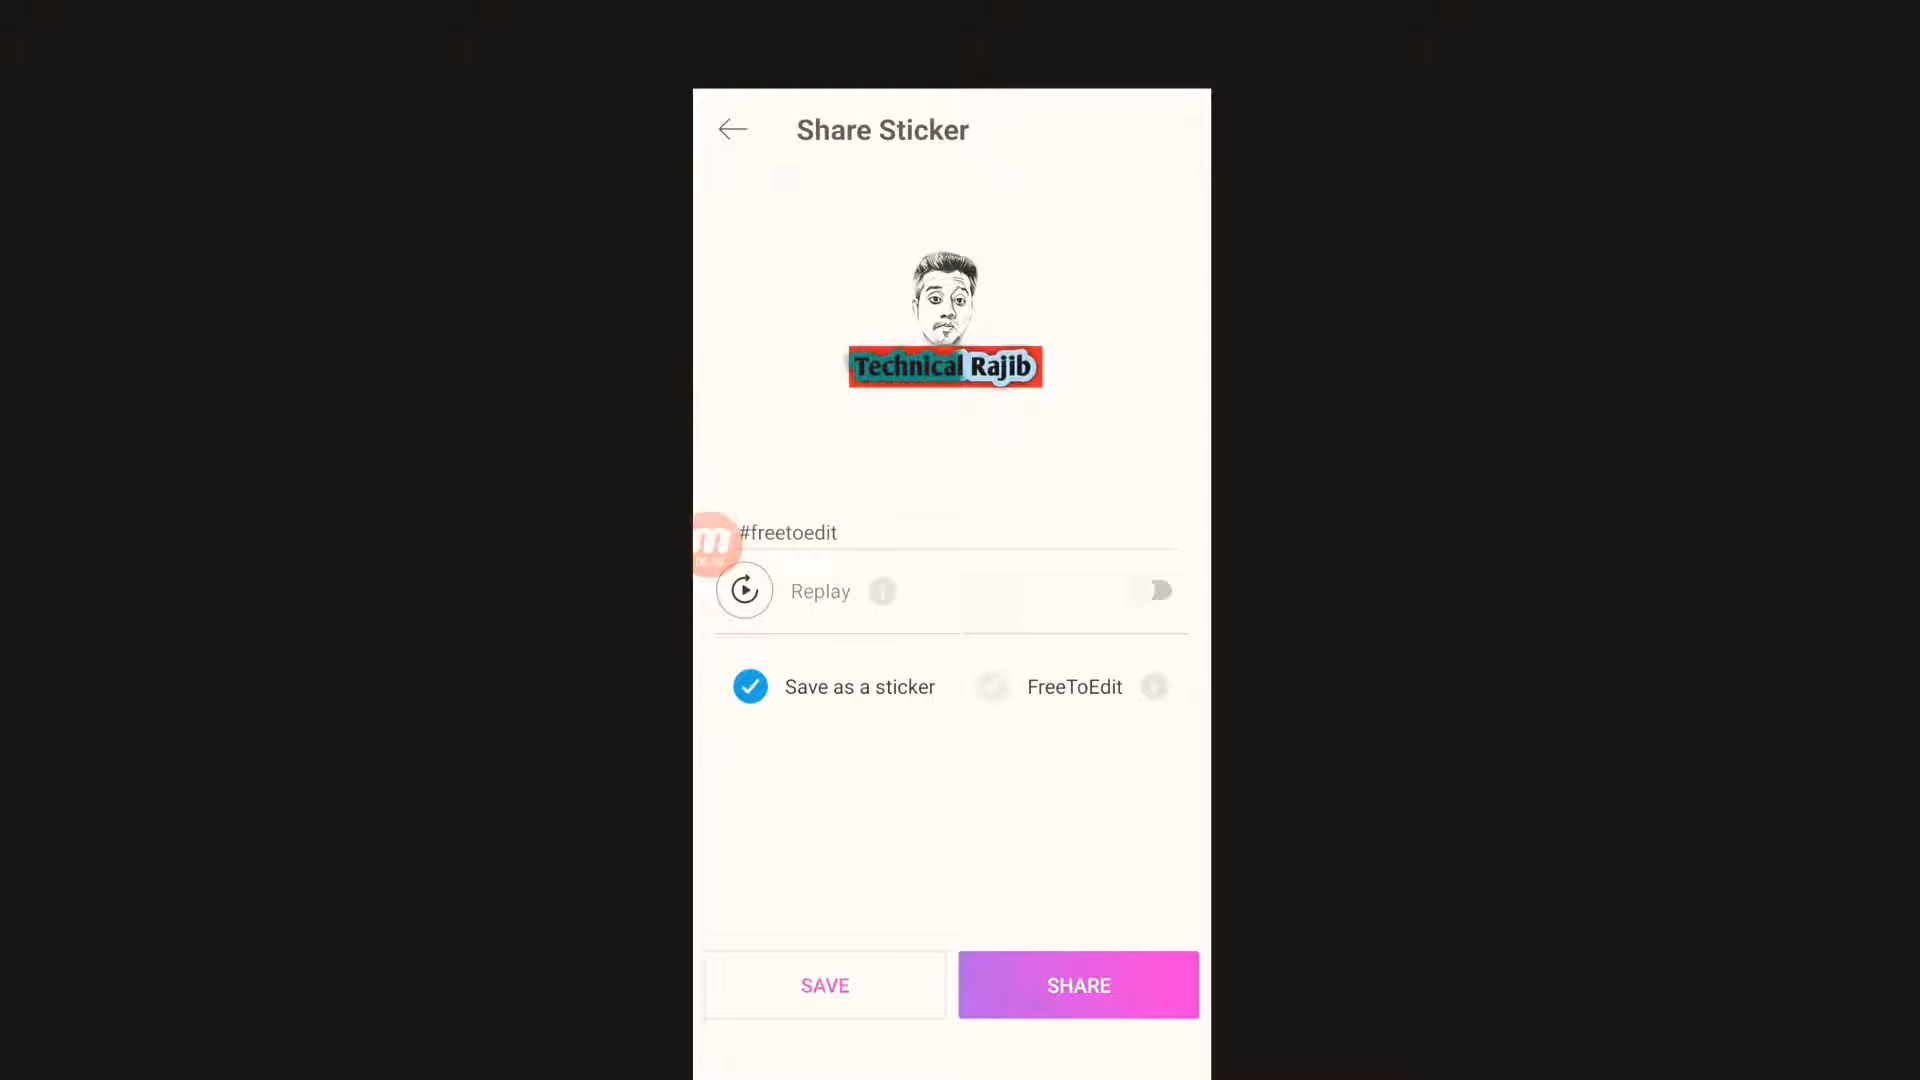 Share Sticker
Technical Rajib
#freetoedit
Replay
Save as a sticker
FreeToEdit
SAVE
SHARE